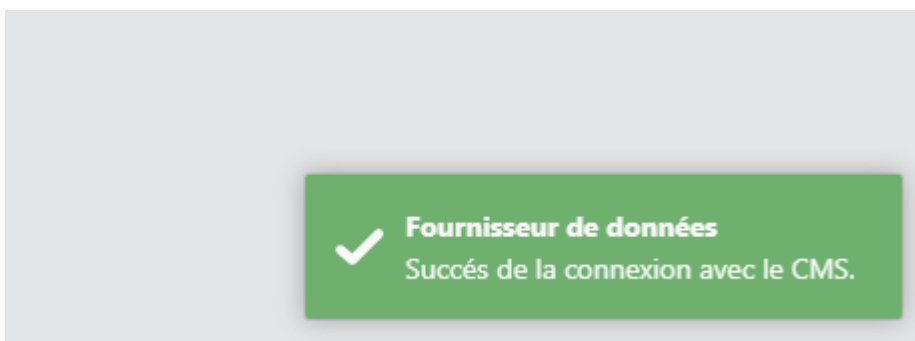 Fournisseur de données
Succés de la connexion avec le CMS.